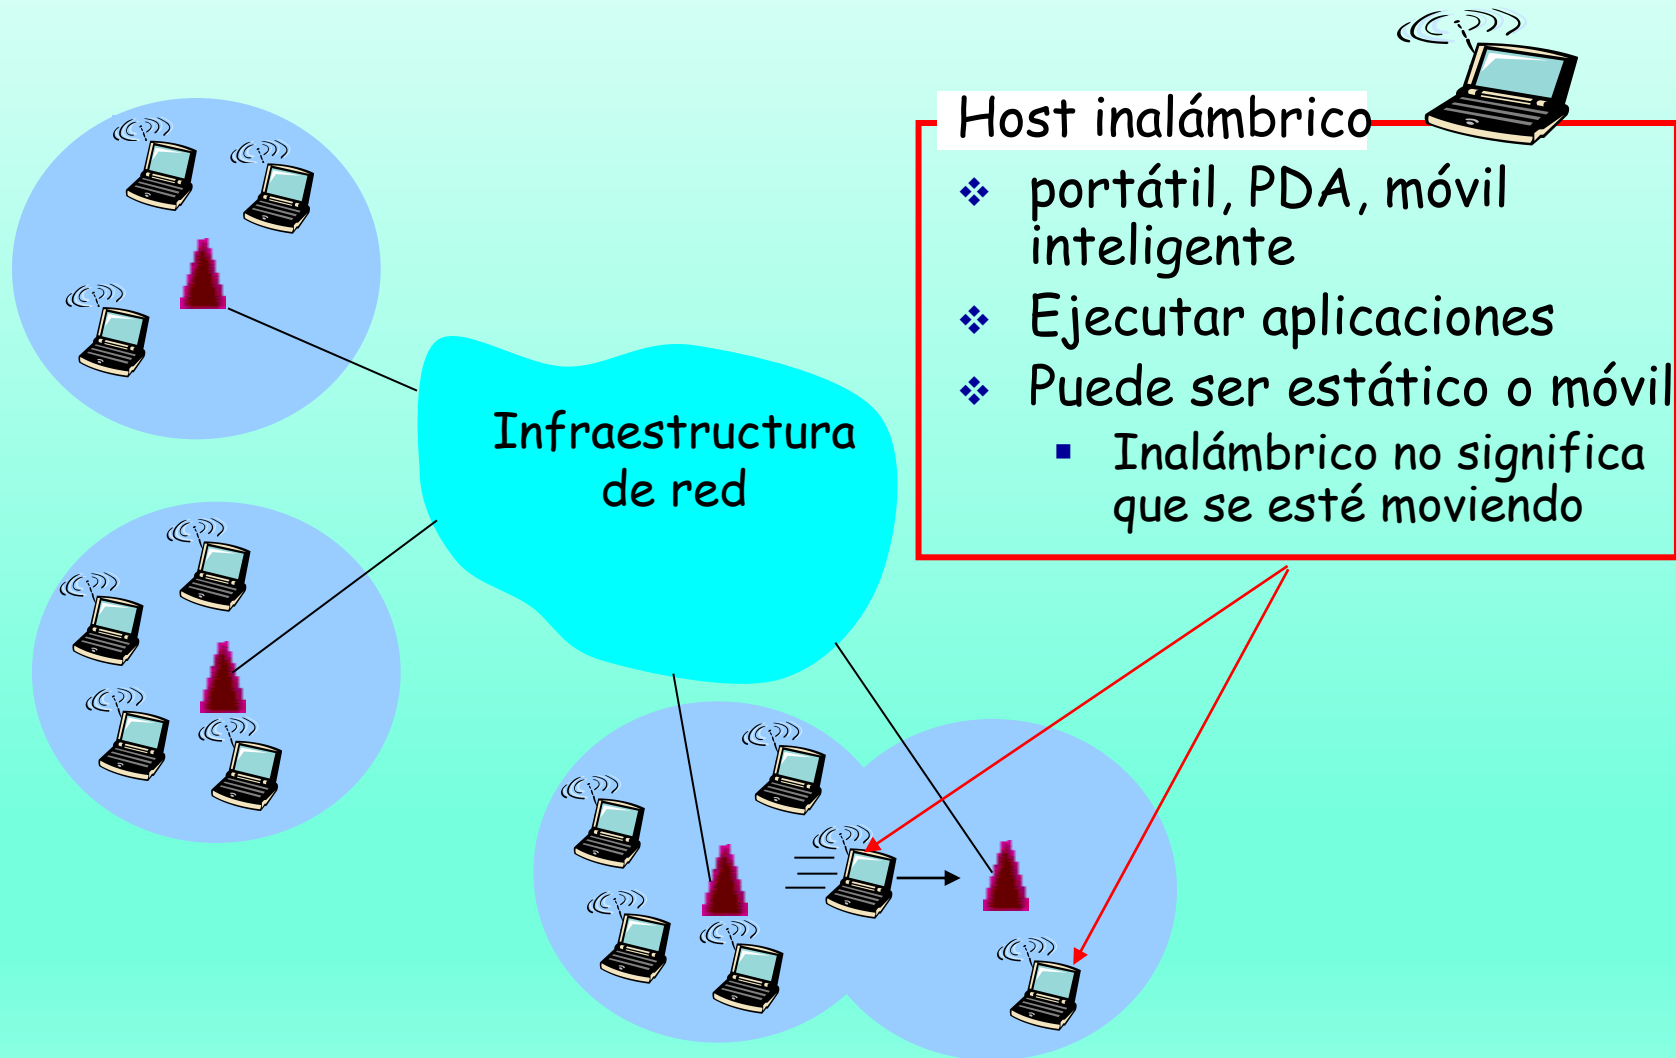 Host inalámbrico
portátil, PDA, móvil
inteligente
Ejecutar aplicaciones
Puede ser estático o móvil
Inalámbrico no significa
que se esté moviendo
Infraestructura
de red